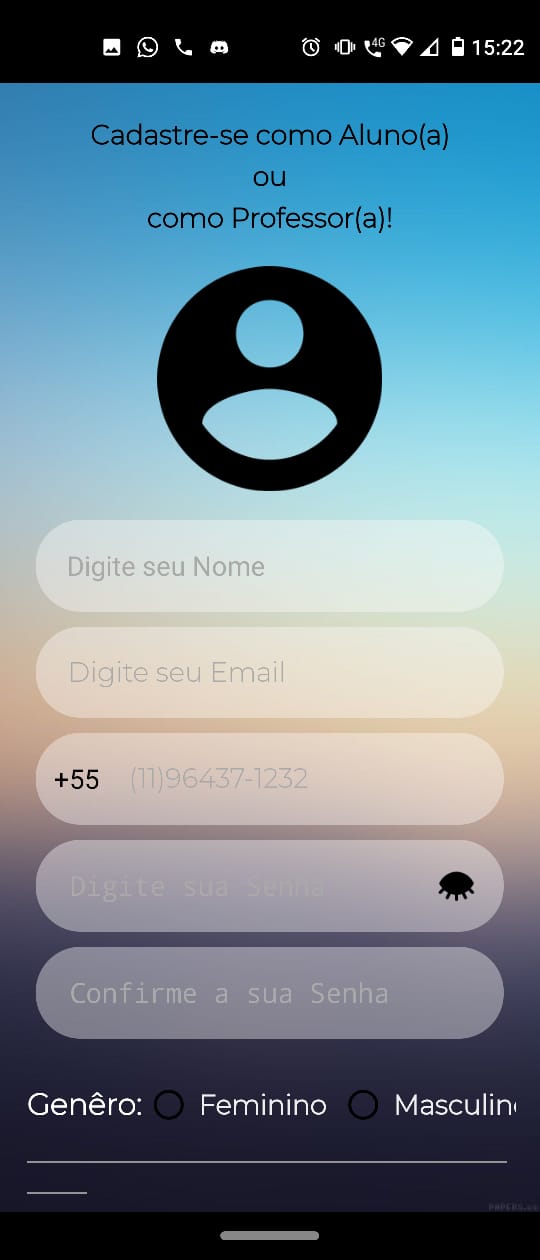 4G
15:22
Cadastre-se como Aluno(a)
ou
como Professor(a)!
Digite seu Nome
Digite seu Email
+55 (11)96437-1232
Digite sua Senha
Confirme a sua Senha
Genêro: Feminino Masculin